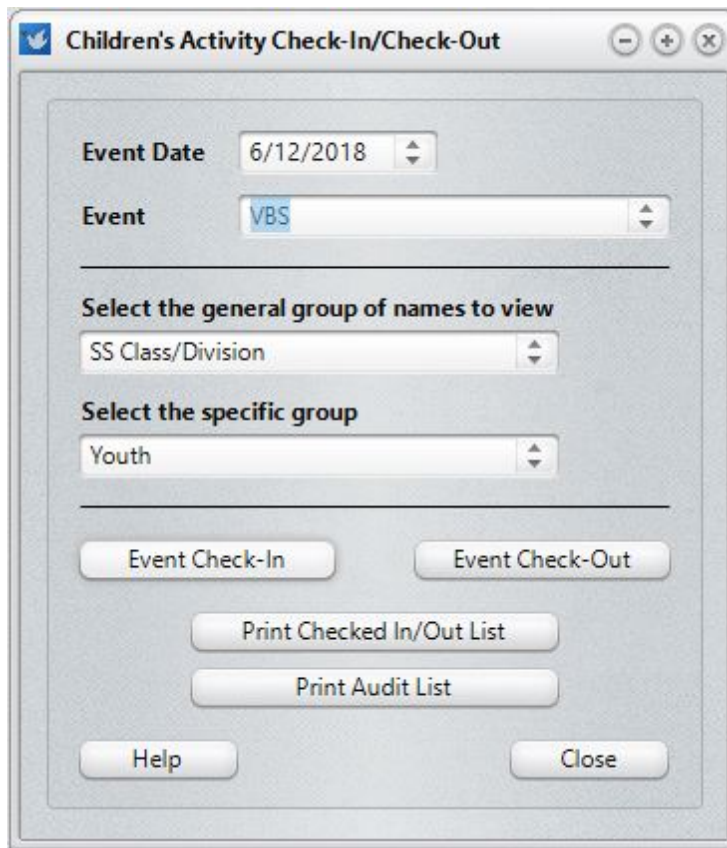 Children's Activity Check-In/Check-Out
Event Date 6/12/2018
Event VBS
Select the general group of names to view
SS Class/Division
Select the specific group
Youth
Event Check-In Event Check-Out
Print Checked In/Out List
Print Audit List
Help Close